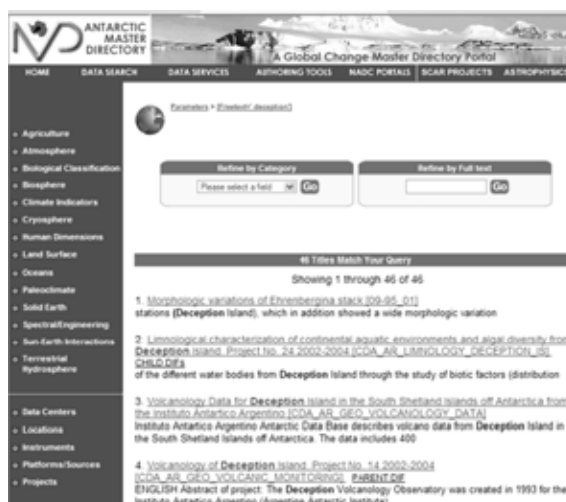 ANTARCTIC
MASTER
DIRECTORY
A Global Change Master Directory Portal
HOME DATA SEARCH DATA SERVICES AUTHORING TOOLS NADC PORTALS SCAR PROJECTS ASTROPHYSICS
Parameters > [Freetext=' deception']
Agriculture
Atmosphere
Biological Classification
Biosphere
Climate Indicators
Cryosphere
Human Dimensions
Land Surface
Oceans
Paleoclimate
Solid Earth
Spectral/Engineering
Sun-Earth Interactions
Terrestrial
Hydrosphere
Data Centers
Locations
Instruments
Platforms/Sources
Projects
Refine by Category
Please select a field Go
Refine by Full text
Go
46 Titles Match Your Query
Showing 1 through 46 of 46
1. Morphologic variations of Ehrenbergina stack [09-95_01]
stations (Deception Island), which in addition showed a wide morphologic variation
2. Limnological characterization of continental aquatic environments and algal diversity from
Deception Island. Project No. 24 2002-2004 [CDA_AR_LIMNOLOGY_DECEPTION_IS]
CHILD DIFs
of the different water bodies from Deception Island through the study of biotic factors (distribution
3. Volcanology Data for Deception Island in the South Shetland Islands off Antarctica from
the Instituto Antartico Argentino [CDA_AR_GEO_VOLCANOLOGY_DATA]
Instituto Antartico Argentino Antarctic Data Base describes volcano data from Deception Island in
the South Shetland Islands off Antarctica. The data includes 400
4. Volcanology of Deception Island. Project No. 14 2002-2004
[CDA_AR_GEO_VOLCANIC_MONITORING] PARENT DIF
ENGLISH Abstract of project: The Deception Volcanology Observatory was created in 1993 for the
Instituto Antartico Argentino (Argentine Antarctic Institute)